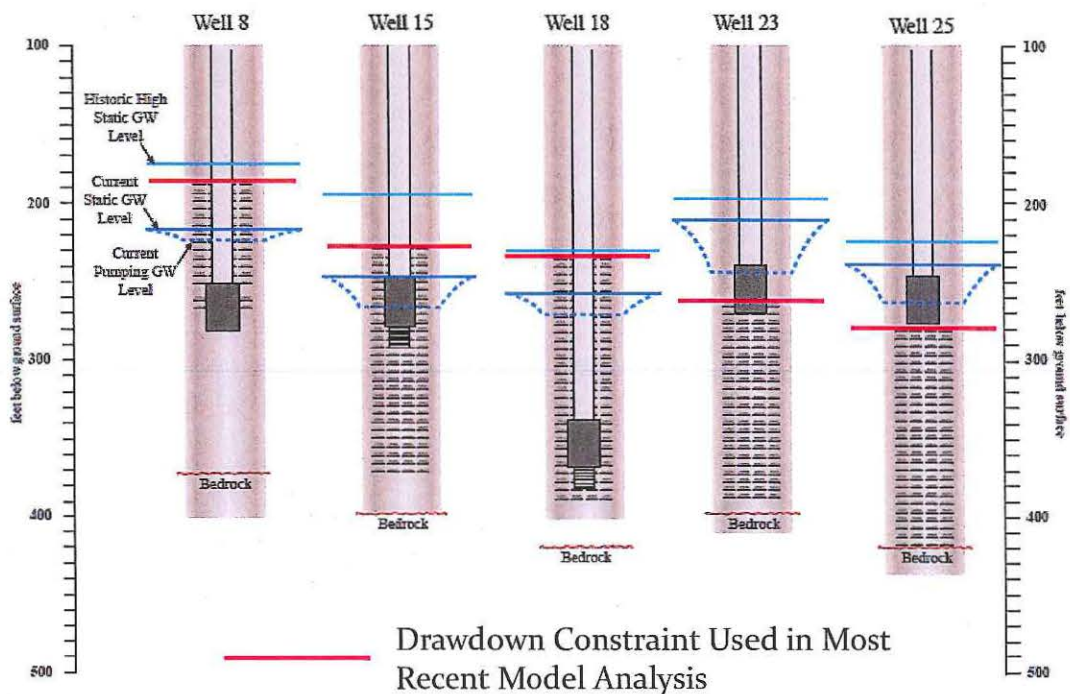 Well 8
Well 15
Well 18
Well 23
Well 25
100
200
300
400
500
feet below ground surface
Historic High
Static GW
Level
Current
Static GW
Level
Current
Pumping GW
Level
Bedrock
Bedrock
Bedrock
Bedrock
Bedrock
100
200
300
400
500
feet below ground surface
Drawdown Constraint Used in Most
Recent Model Analysis